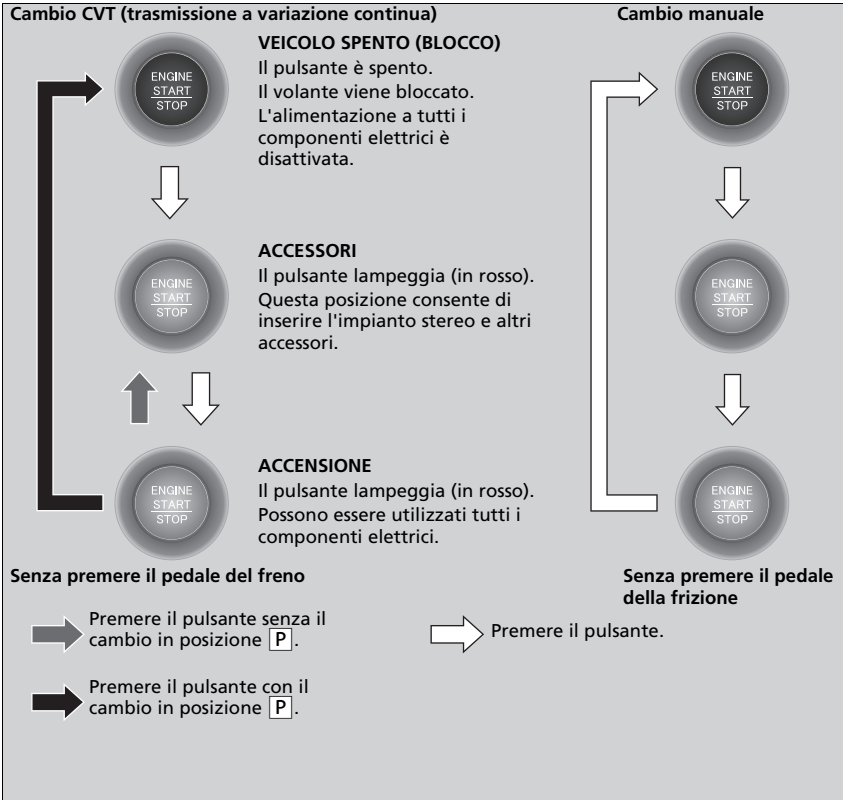 Cambio CVT (trasmissione a variazione continua)
Cambio manuale
ENGINE
START
STOP
VEICOLO SPENTO (BLOCCO)
Il pulsante è spento.
Il volante viene bloccato.
L'alimentazione a tutti i
componenti elettrici è
disattivata.
ENGINE
START
STOP
ENGINE
START
STOP
ACCESSORI
Il pulsante lampeggia (in rosso).
Questa posizione consente di
inserire l'impianto stereo e altri
accessori.
ENGINE
START
STOP
ENGINE
START
STOP
ACCENSIONE
Il pulsante lampeggia (in rosso).
Possono essere utilizzati tutti i
componenti elettrici.
ENGINE
START
STOP
Senza premere il pedale del freno
Senza premere il pedale
della frizione
Premere il pulsante senza il
cambio in posizione P.
Premere il pulsante.
Premere il pulsante con il
cambio in posizione P.